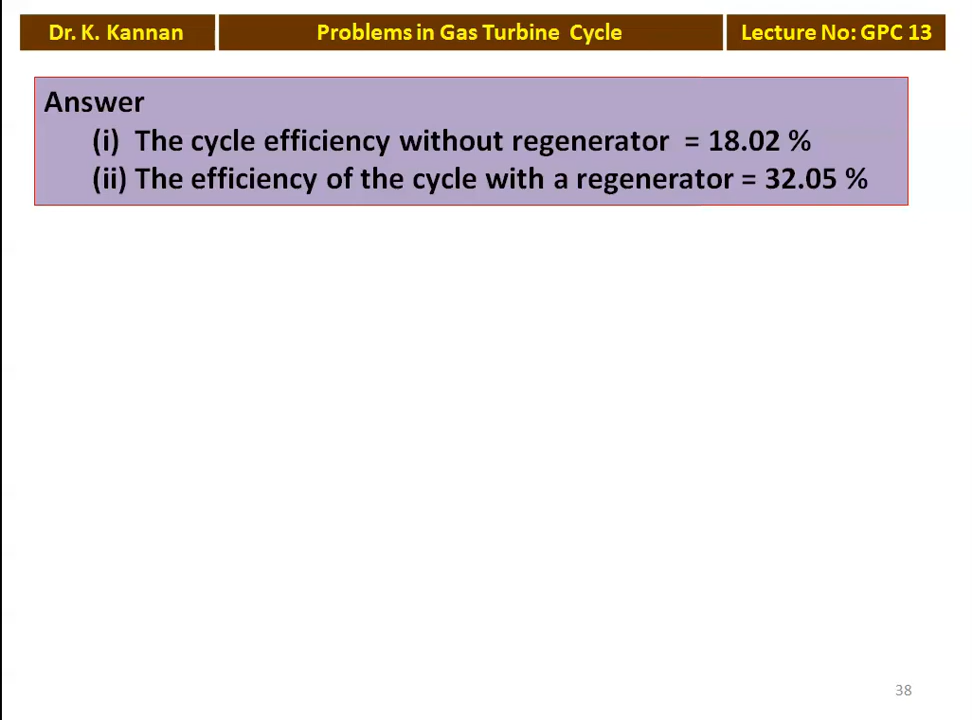 Dr. K. Kannan
Problems in Gas Turbine Cycle
Lecture No: GPC 13
Answer
(i) The cycle efficiency without regenerator = 18.02 %
(ii) The efficiency of the cycle with a regenerator = 32.05 %
38